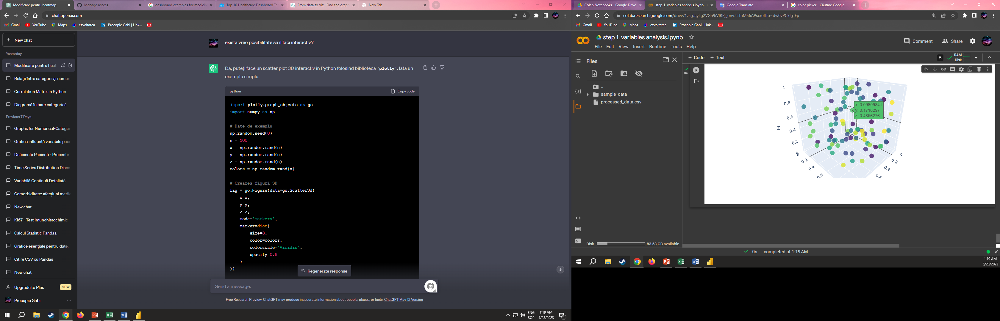 Modificare pentru heatmap.
Manage access
dashboard examples for medicin
Top 10 Healthcare Dashboard Te
From data to Viz | Find the graph
New Tab
chat.openai.com
Gmail
YouTube
Maps
ezvoltatea
Procopie Gabi | Link...
New chat
Yesterday
Modificare pentru heat
Relații între categorii și numeri
Correlation Matrix in Python
Diagramă în bare categorică
Previous 7 Days
Graphs for Numerical-Categor
Grafice influență variabile paci
Deficienta Pacienti - Procente
Time Series Distribution Disco
Variabilă Continuă Detaliată.
Comorbiditate: afecțiuni medic
New chat
Ki67 - Test Imunohistochimic
Calcul Statistic Pandas.
Grafice esențiale pentru date.
Citire CSV cu Pandas
New chat
Upgrade to Plus
NEW
Procopie Gabi
exista vreo posibilitate sa il faci interactiv?
Da, puteți face un scatter plot 3D interactiv în Python folosind biblioteca `plotly`. Iată un
exemplu simplu:
python
Copy code
import plotly.graph_objects as go
import numpy as np
# Date de exemplu
np.random.seed(0)
n = 100
x = np.random.rand(n)
y = np.random.rand(n)
z = np.random.rand(n)
colors = np.random.rand(n)
# Crearea figuri 3D
fig = go.Figure(data=go.Scatter3d(
x=x,
y=y,
z=z,
mode='markers',
marker=dict(
size=8,
color=colors,
colorscale='Viridis',
opacity=0.8
)
))
Regenerate response
Send a message.
Free Research Preview. ChatGPT may produce inaccurate information about people, places, or facts. ChatGPT May 12 Version
ENG
ROP
1:19 AM
5/23/2023
1
Colab Notebooks - Google Drive
step 1. variables analysis.ipynb -
Google Translate
color picker - Căutare Google
colab.research.google.com/drive/1zsgJayLg2VGn9iVlRPj_onvJ-fTnM56A#scrollTo=dw0vPCklg-Fp
Gmail
YouTube
Maps
ezvoltatea
Procopie Gabi | Link...
step 1. variables analysis.ipynb
Comment
Share
File Edit View Insert Runtime Tools Help
Files
+ Code + Text
B
RAM
Disk
{x}
..
sample_data
processed_data.csv
Disk
83.53 GB available
0s
1
0.8
0.6
0.4
0.2
0
Z
x: 0.09609841
y: 0.1716297
z: 0.4856276
0
0.2
0.4
0.6
0
0.2
0.4
0.6
0s completed at 1:19 AM
1:19 AM
5/23/2023